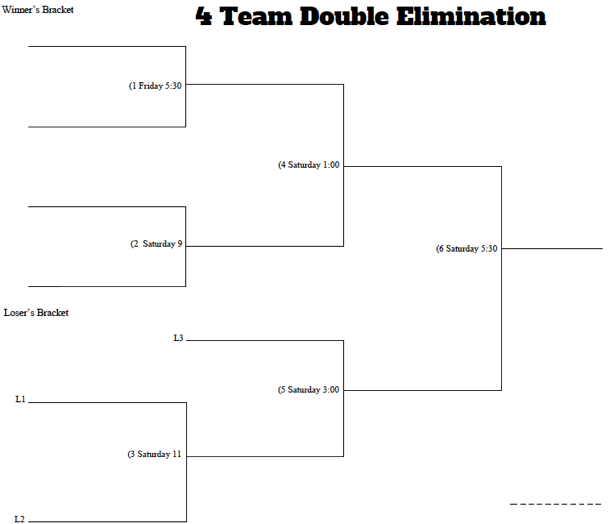 Winner's Bracket
4 Team Double Elimination
(1 Friday 5:30
(4 Saturday 1:00
(2 Saturday 9
(6 Saturday 5:30
Loser's Bracket
L3
(5 Saturday 3:00
L1
(3 Saturday 11
L2